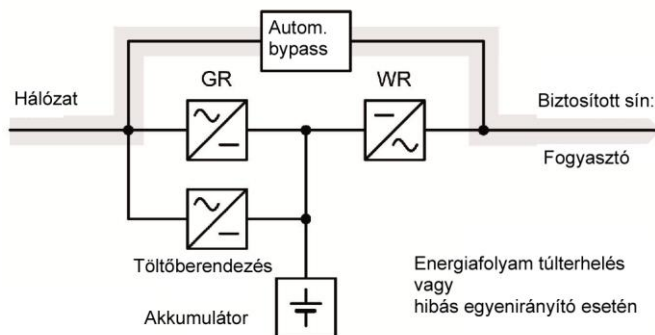 Autom.
bypass
GR
WR
Hálózat
Biztosított sín:
Fogyasztó
Töltőberendezés
Akkumulátor
Energiafolyam túlterhelés
vagy
hibás egyenirányító esetén